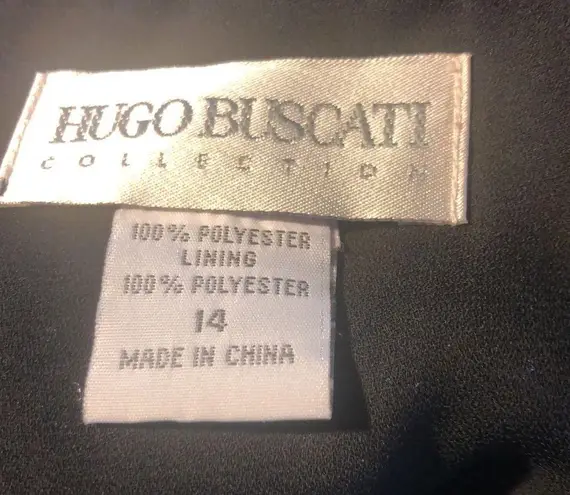 HUGO BUSCATI
COLLECTION
100% POLYESTER
LINING
100% POLYESTER
14
MADE IN CHINA